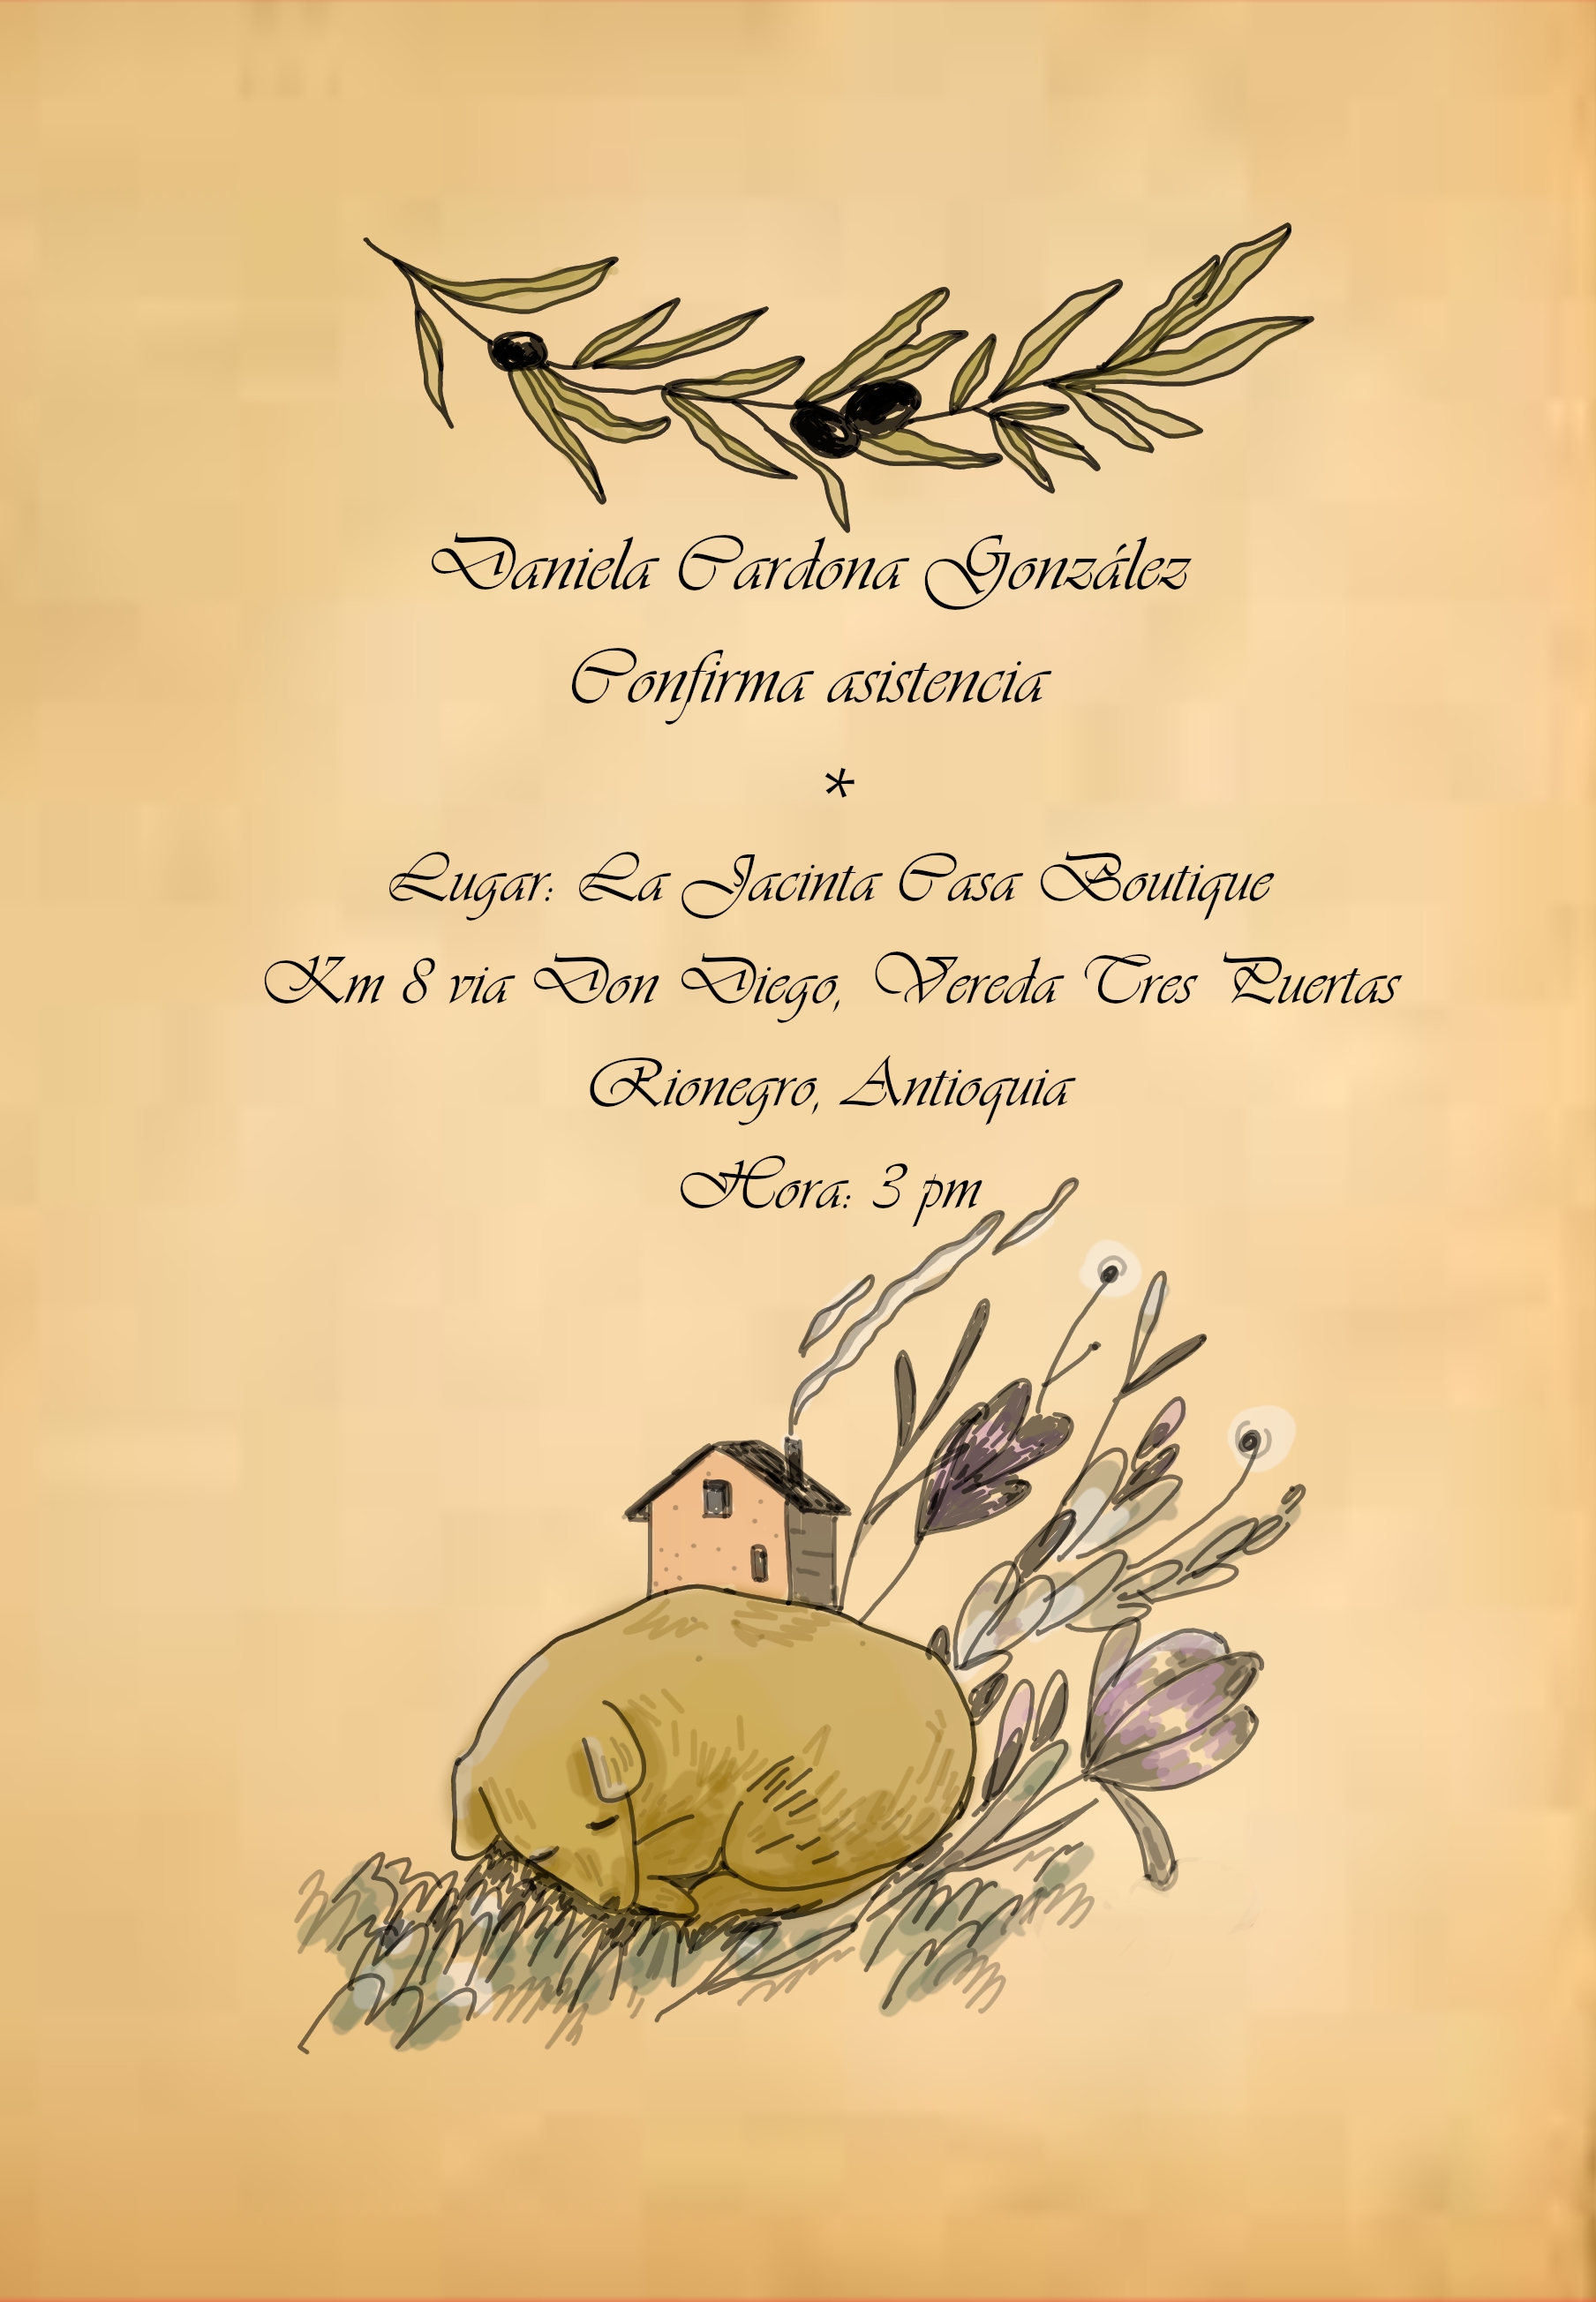 Daniela Cardona González
Confirma asistencia
*
Lugar: La Jacinta Casa Boutique
Km 8 via Don Diego, Vereda Tres Puertas
Rionegro, Antioquia
Hora: 3 pm